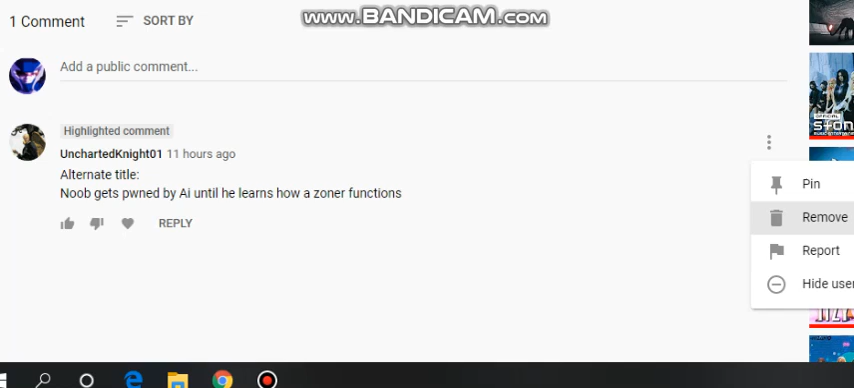 www.BANDICAM.com
1 Comment
SORT BY
Add a public comment...
Highlighted comment
UnchartedKnight01 11 hours ago
Alternate title:
Noob gets pwned by Ai until he learns how a zoner functions
REPLY
Pin
Remove
Report
Hide user